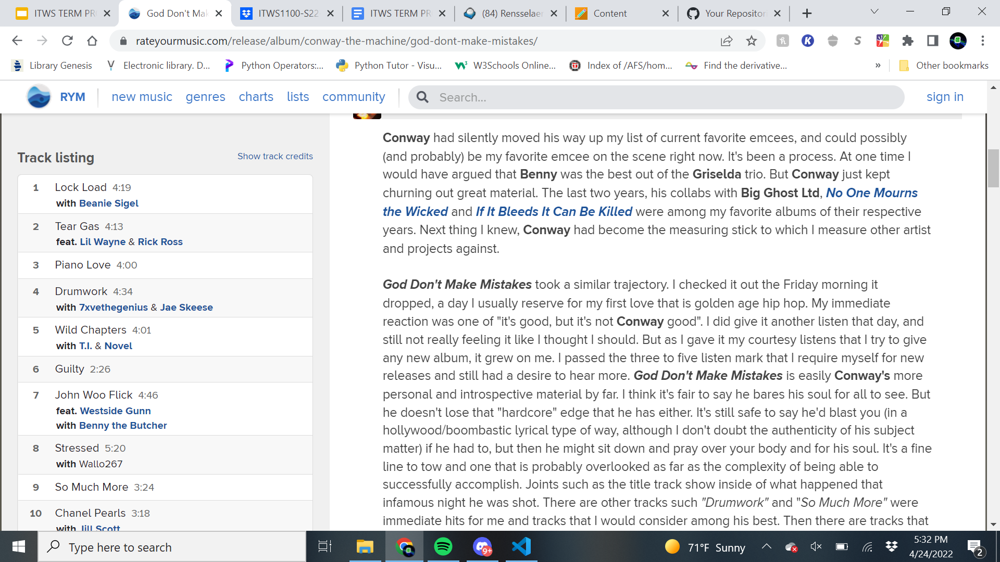 ITWS TERM PR
God Don't Mak
ITWS1100-S22
ITWS TERM PR
(84) Rensselaer
Content
Your Repositori
rateyourmusic.com/release/album/conway-the-machine/god-dont-make-mistakes/
Library Genesis
Electronic library. D...
Python Operators:...
Python Tutor - Visu...
W3Schools Online...
Index of /AFS/hom...
Find the derivative...
»
Other bookmarks
RYM
new music
genres
charts
lists
community
Search...
sign in
Track listing
Show track credits
1 Lock Load 4:19
with Beanie Sigel
2 Tear Gas 4:13
feat. Lil Wayne & Rick Ross
3 Piano Love 4:00
4 Drumwork 4:34
with 7xvethegenius & Jae Skeese
5 Wild Chapters 4:01
with T.I. & Novel
6 Guilty 2:26
7 John Woo Flick 4:46
feat. Westside Gunn
with Benny the Butcher
8 Stressed 5:20
with Wallo267
9 So Much More 3:24
10 Chanel Pearls 3:18
with Jill Scott
Conway had silently moved his way up my list of current favorite emcees, and could possibly
(and probably) be my favorite emcee on the scene right now. It's been a process. At one time I
would have argued that Benny was the best out of the Griselda trio. But Conway just kept
churning out great material. The last two years, his collabs with Big Ghost Ltd, No One Mourns
the Wicked and If It Bleeds It Can Be Killed were among my favorite albums of their respective
years. Next thing I knew, Conway had become the measuring stick to which I measure other artist
and projects against.
God Don't Make Mistakes took a similar trajectory. I checked it out the Friday morning it
dropped, a day I usually reserve for my first love that is golden age hip hop. My immediate
reaction was one of "it's good, but it's not Conway good". I did give it another listen that day, and
still not really feeling it like I thought I should. But as I gave it my courtesy listens that I try to give
any new album, it grew on me. I passed the three to five listen mark that I require myself for new
releases and still had a desire to hear more. God Don't Make Mistakes is easily Conway's more
personal and introspective material by far. I think it's fair to say he bares his soul for all to see. But
he doesn't lose that "hardcore" edge that he has either. It's still safe to say he'd blast you (in a
hollywood/boombastic lyrical type of way, although I don't doubt the authenticity of his subject
matter) if he had to, but then he might sit down and pray over your body and for his soul. It's a fine
line to tow and one that is probably overlooked as far as the complexity of being able to
successfully accomplish. Joints such as the title track show inside of what happened that
infamous night he was shot. There are other tracks such "Drumwork" and "So Much More" were
immediate hits for me and tracks that I would consider among his best. Then there are tracks that
Type here to search
9+
71°F Sunny
5:32 PM
4/24/2022
2